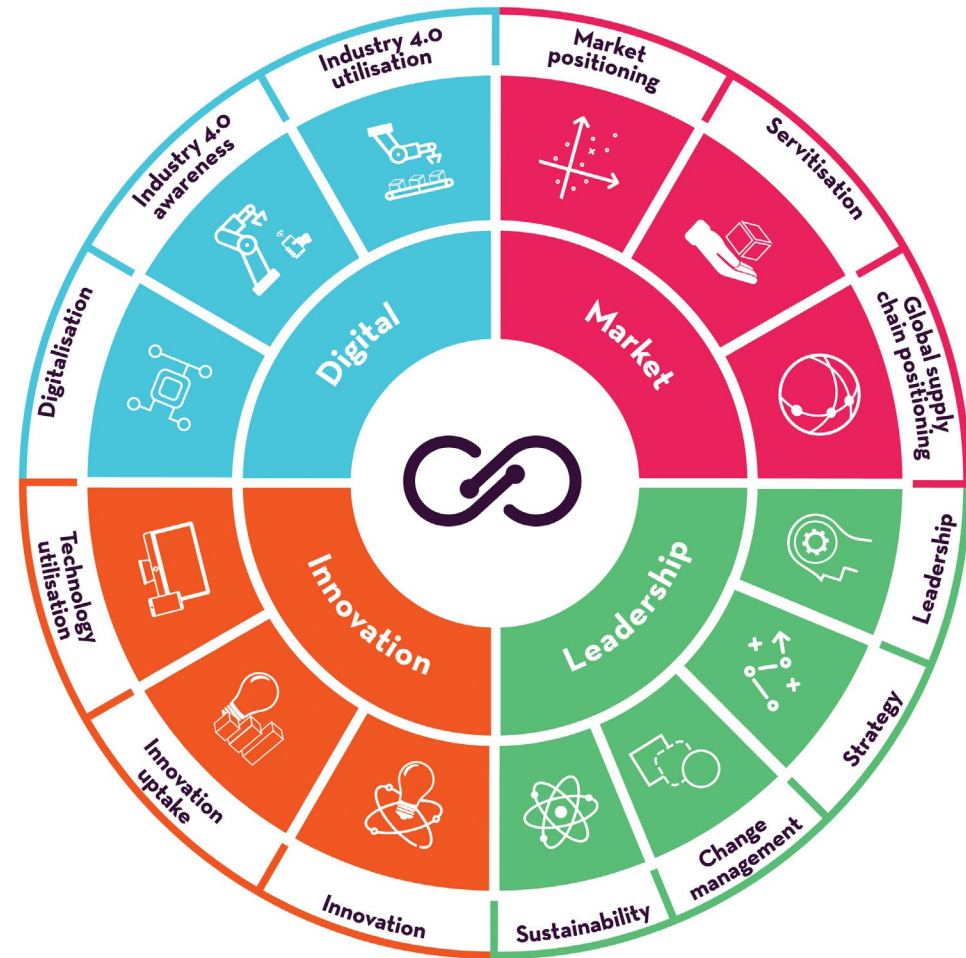 Industry 4.0
utilisation
Market
positioning
Industry 4.0
awareness
Servitisation
Digitalisation
Global supply
chain positioning
Digital
Market
Technology
utilisation
Innovation
Leadership
Leadership
Innovation
uptake
Strategy
Change
management
Innovation
Sustainability